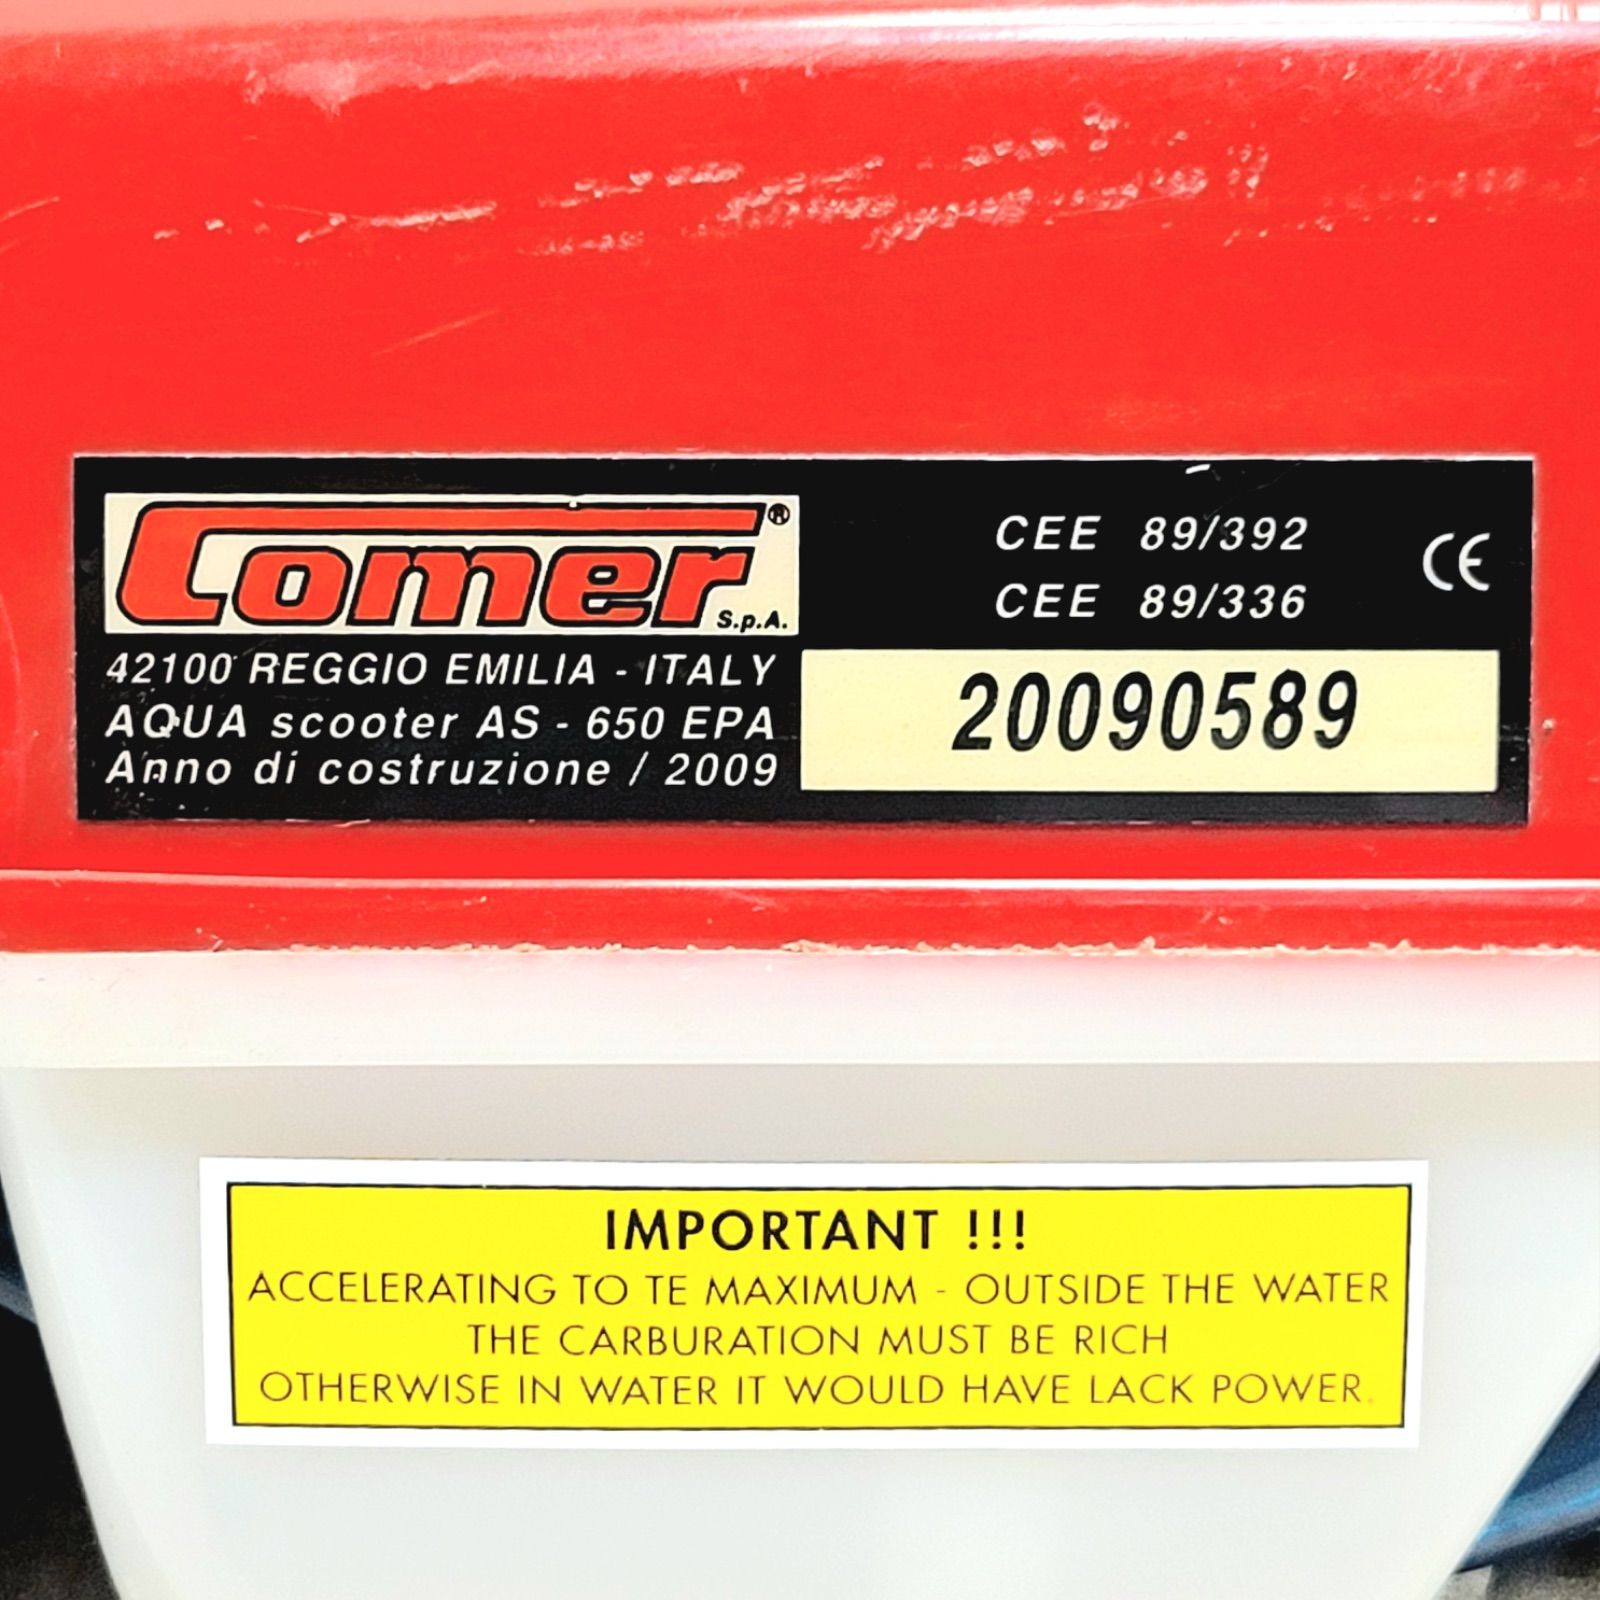 Comer®
S.p.A.
42100 REGGIO EMILIA - ITALY
AQUA scooter AS - 650 EPA
Anno di costruzione / 2009
CEE 89/392
CEE 89/336
CE
20090589
IMPORTANT !!!
ACCELERATING TO TE MAXIMUM - OUTSIDE THE WATER
THE CARBURATION MUST BE RICH
OTHERWISE IN WATER IT WOULD HAVE LACK POWER.